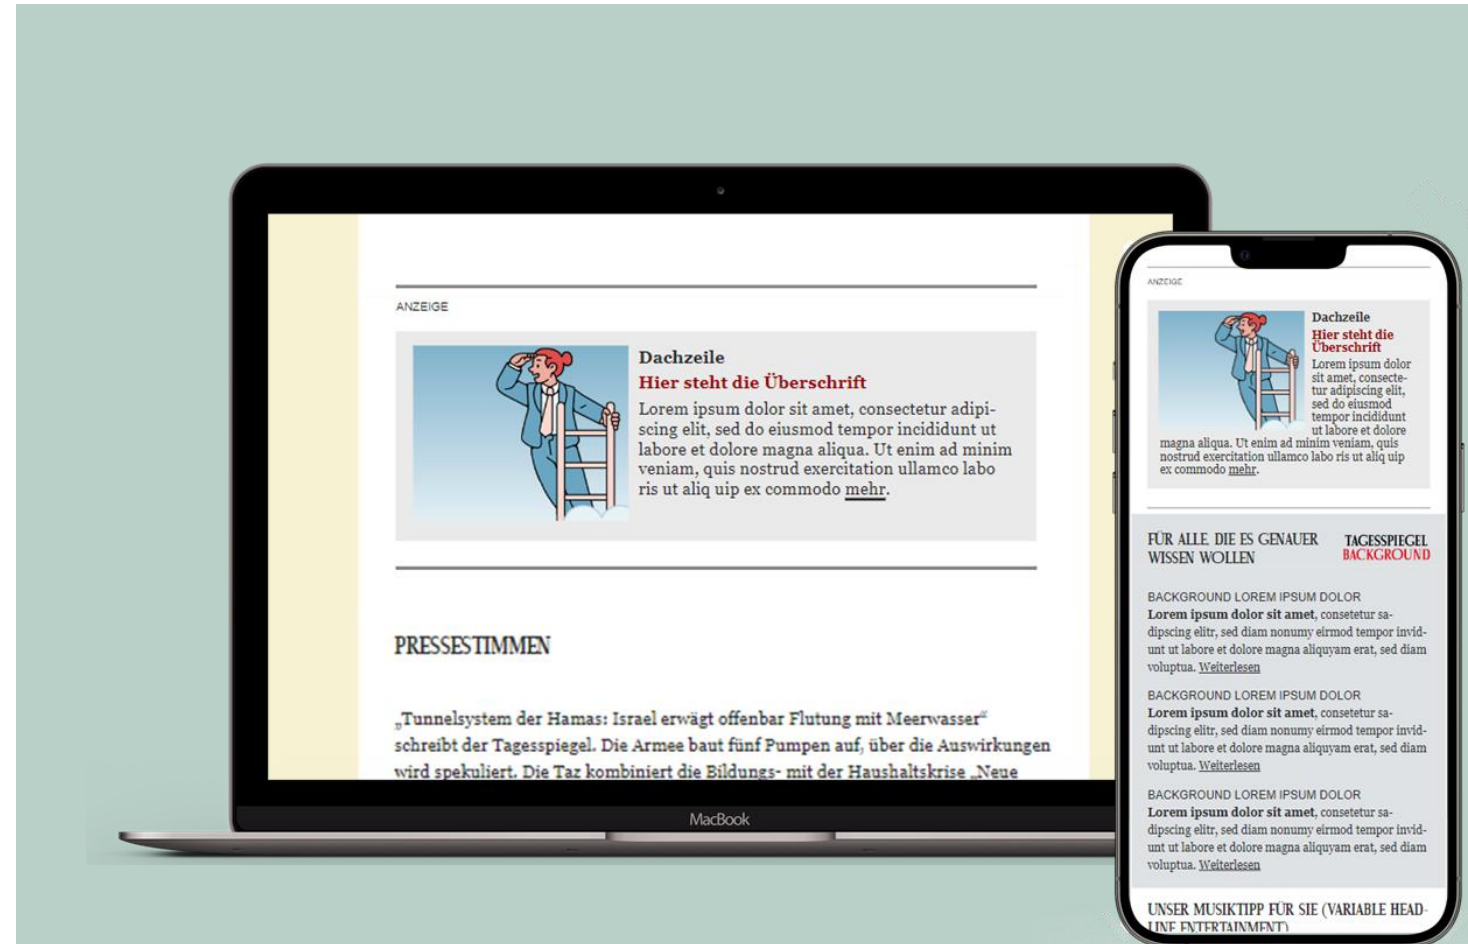 ANZEIGE
Dachzeile
Hier steht die Überschrift
Lorem ipsum dolor sit amet, consectetur adipi-
scing elit, sed do eiusmod tempor incididunt ut
labore et dolore magna aliqua. Ut enim ad minim
veniam, quis nostrud exercitation ullamco labo
ris ut aliq uip ex commodo mehr.
PRESSESTIMMEN
„Tunnelsystem der Hamas: Israel erwägt offenbar Flutung mit Meerwasser“
schreibt der Tagesspiegel. Die Armee baut fünf Pumpen auf, über die Auswirkungen
wird spekuliert. Die Taz kombiniert die Bildungs- mit der Haushaltskrise „Neue
MacBook
ANZEIGE
Dachzeile
Hier steht die
Überschrift
Lorem ipsum dolor
sit amet, consecte-
tur adipiscing elit,
sed do eiusmod
tempor incididunt
ut labore et dolore
magna aliqua. Ut enim ad minim veniam, quis
nostrud exercitation ullamco labo ris ut aliq uip
ex commodo mehr.
FÜR ALLE, DIE ES GENAUER
WISSEN WOLLEN
TAGESSPIEGEL
BACKGROUND
BACKGROUND LOREM IPSUM DOLOR
Lorem ipsum dolor sit amet, consetetur sa-
dipscing elitr, sed diam nonumy eirmod tempor invid-
unt ut labore et dolore magna aliquyam erat, sed diam
voluptua. Weiterlesen
BACKGROUND LOREM IPSUM DOLOR
Lorem ipsum dolor sit amet, consetetur sa-
dipscing elitr, sed diam nonumy eirmod tempor invid-
unt ut labore et dolore magna aliquyam erat, sed diam
voluptua. Weiterlesen
BACKGROUND LOREM IPSUM DOLOR
Lorem ipsum dolor sit amet, consetetur sa-
dipscing elitr, sed diam nonumy eirmod tempor invid-
unt ut labore et dolore magna aliquyam erat, sed diam
voluptua. Weiterlesen
UNSER MUSIKTIPP FÜR SIE (VARIABLE HEAD-
LINE ENTERTAINMENT)